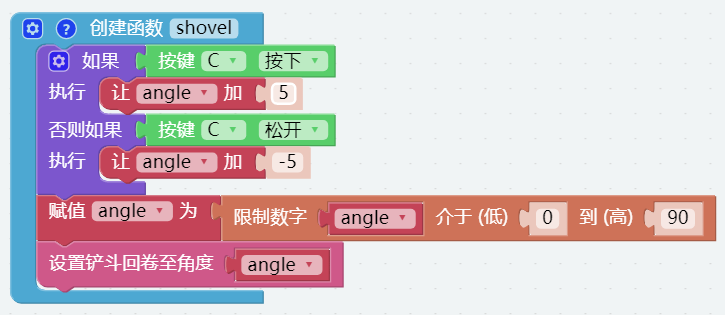 创建函数 shovel
如果 按键 C 按下
执行 让 angle 加 5
否则如果 按键 C 松开
执行 让 angle 加 -5
赋值 angle 为 限制数字 angle 介于 (低) 0 到 (高) 90
设置铲斗回卷至角度 angle